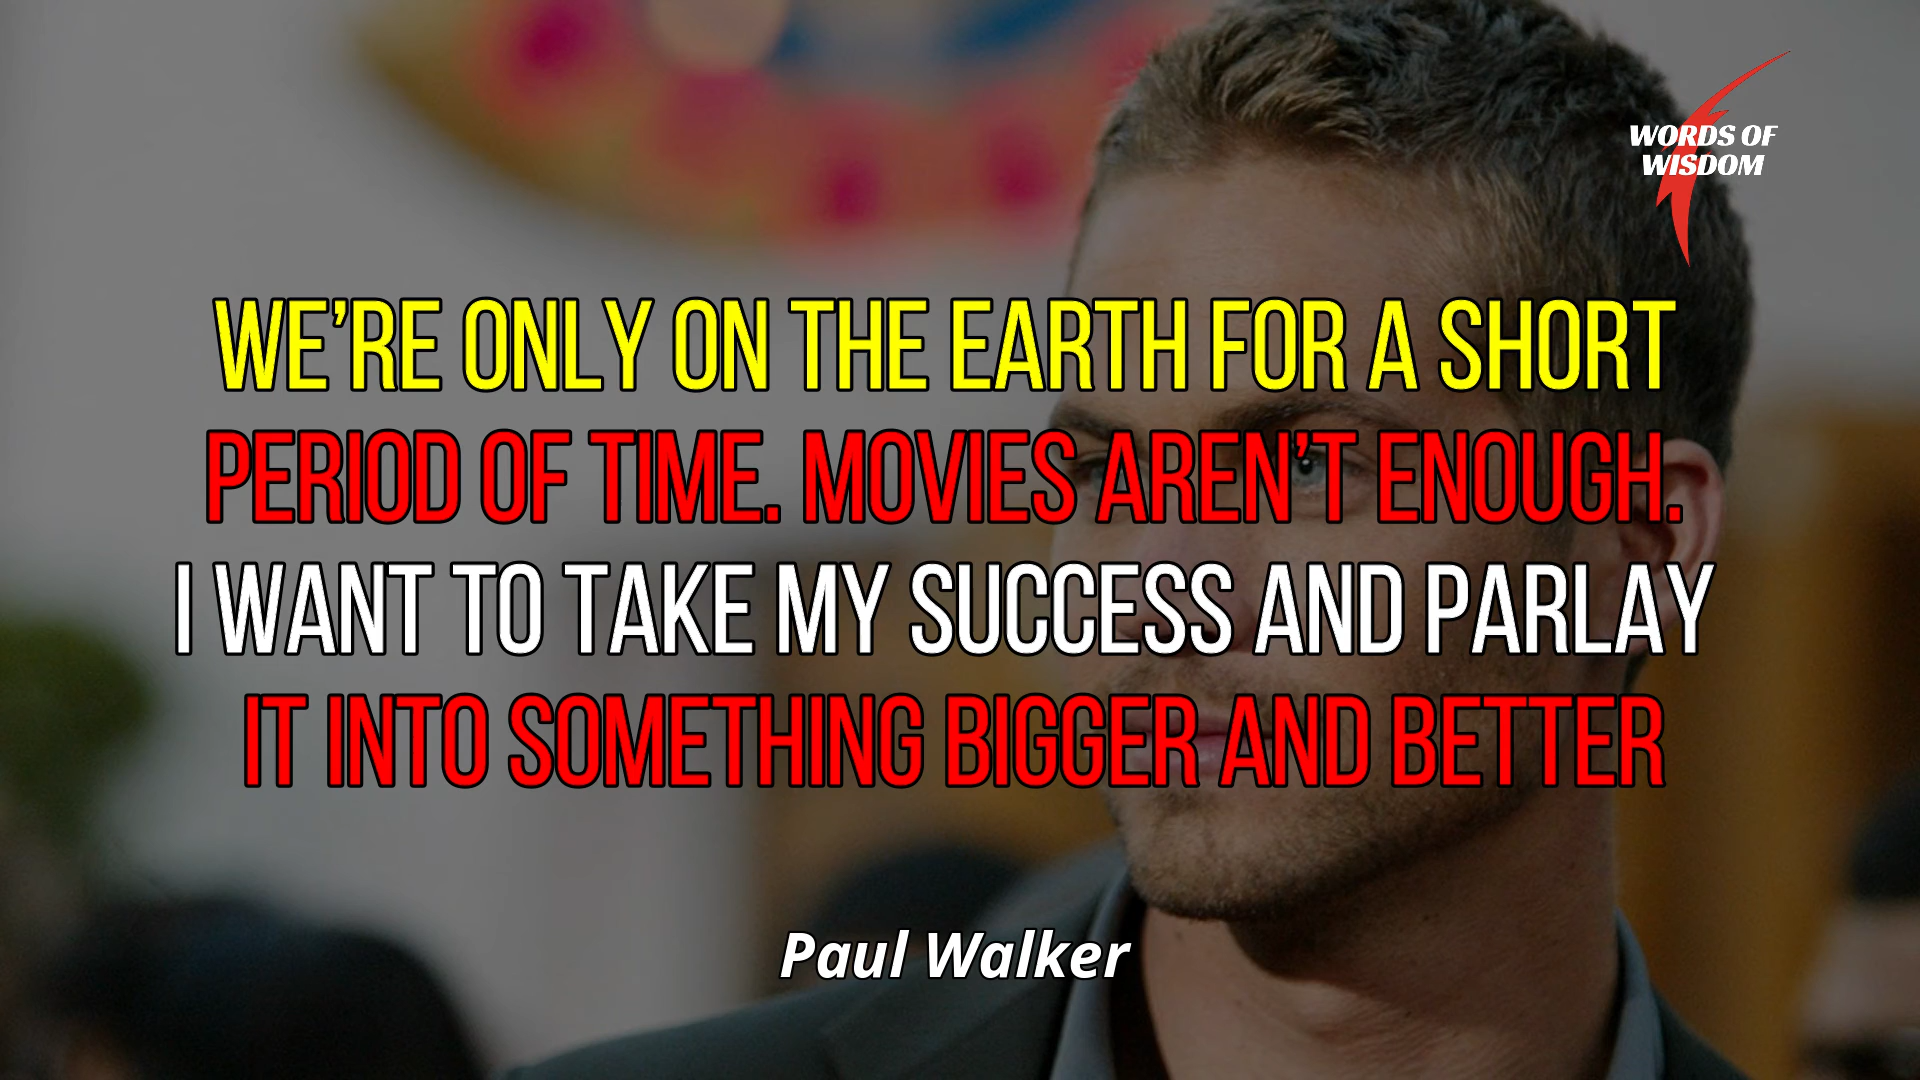 WORDS OF
WISDOM
WE’RE ONLY ON THE EARTH FOR A SHORT
PERIOD OF TIME. MOVIES AREN’T ENOUGH.
I WANT TO TAKE MY SUCCESS AND PARLAY
IT INTO SOMETHING BIGGER AND BETTER
Paul Walker